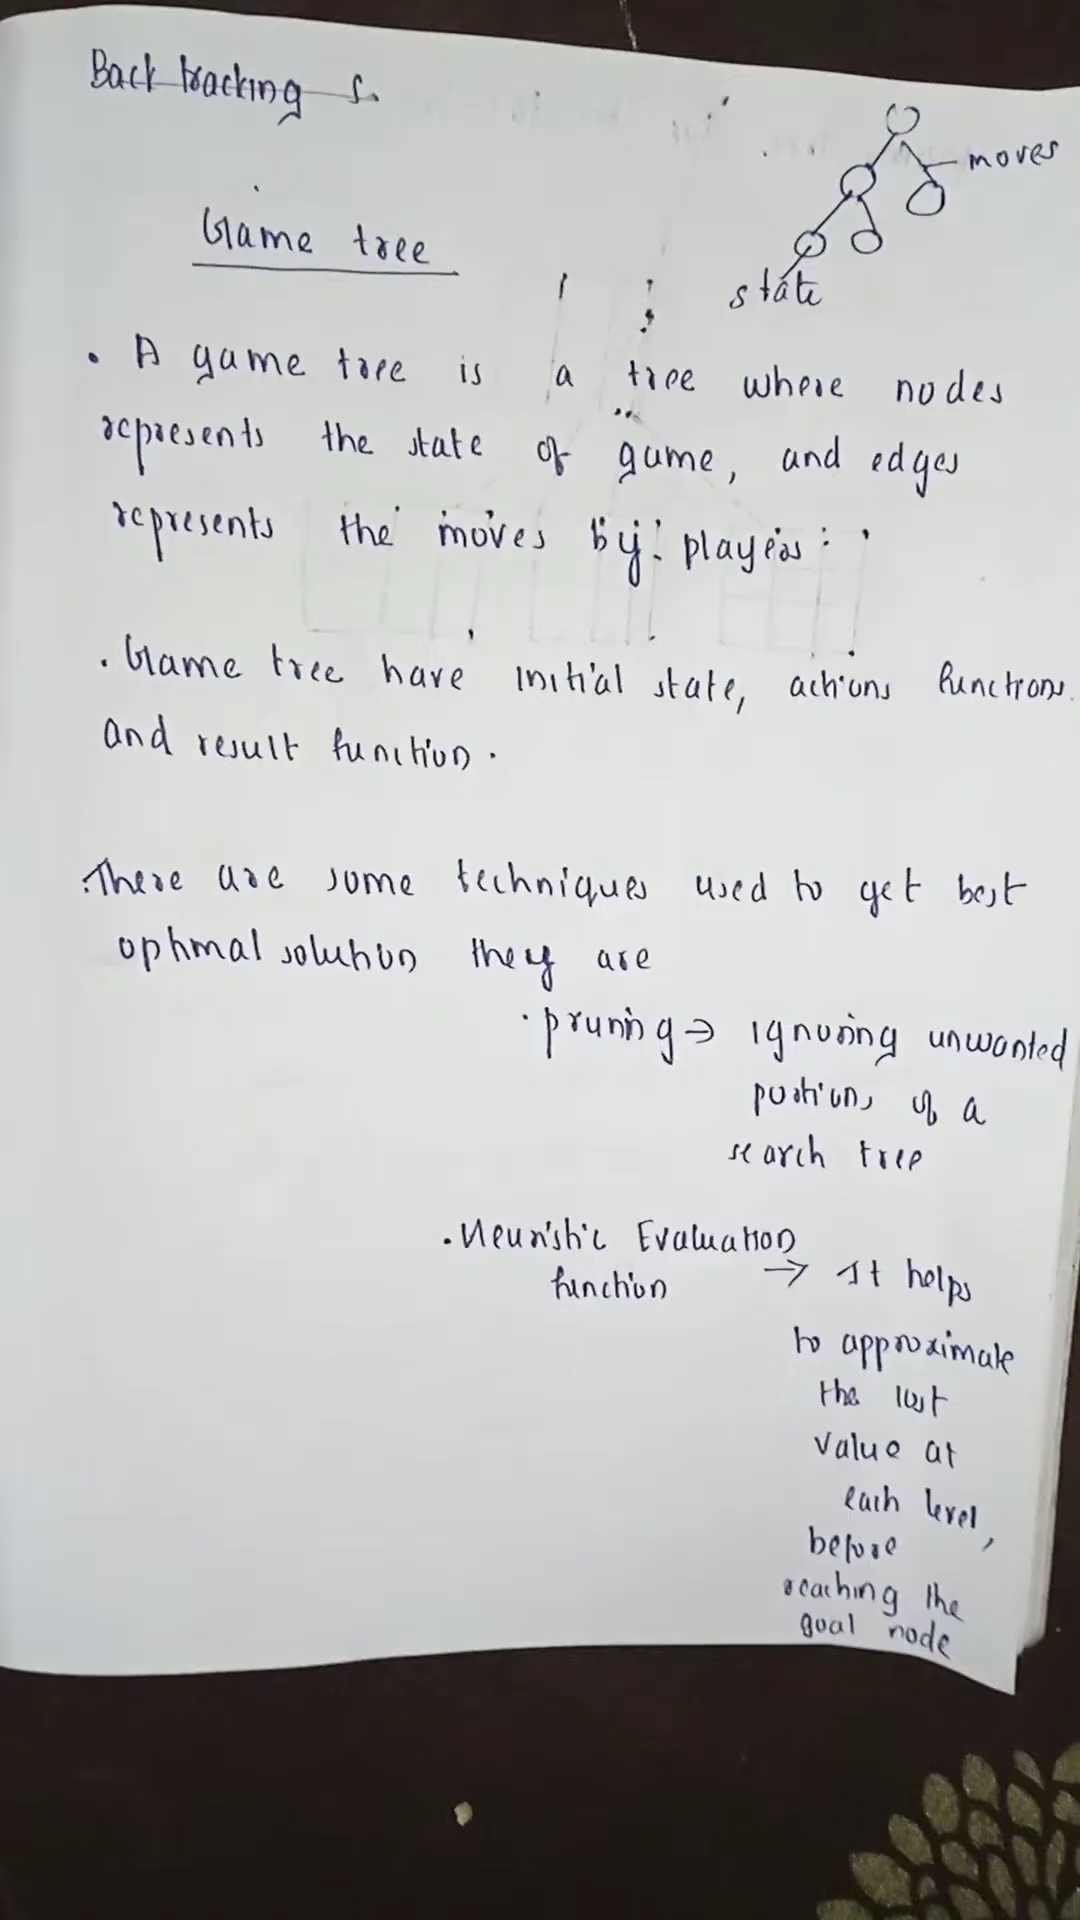 Back tracking S.
moves
Game tree
state
. A game tree is a tree where nodes
represents the state of game, and edges
represents the moves by players.
. Game tree have initial state, actions functions
and result function.
.There are some techniques used to get best
optimal solution they are
. pruning → ignoring unwanted
portions of a
search tree
. Heuristic Evaluation
function → It helps
to approximate
the cost
value at
each level,
before
reaching the
goal node